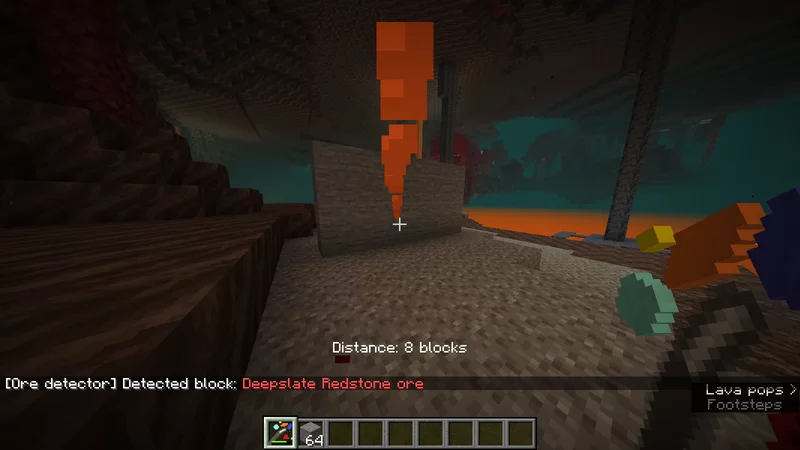 Distance: 8 blocks
[Ore detector] Detected block: Deepslate Redstone ore
Lava pops >
Footsteps
64